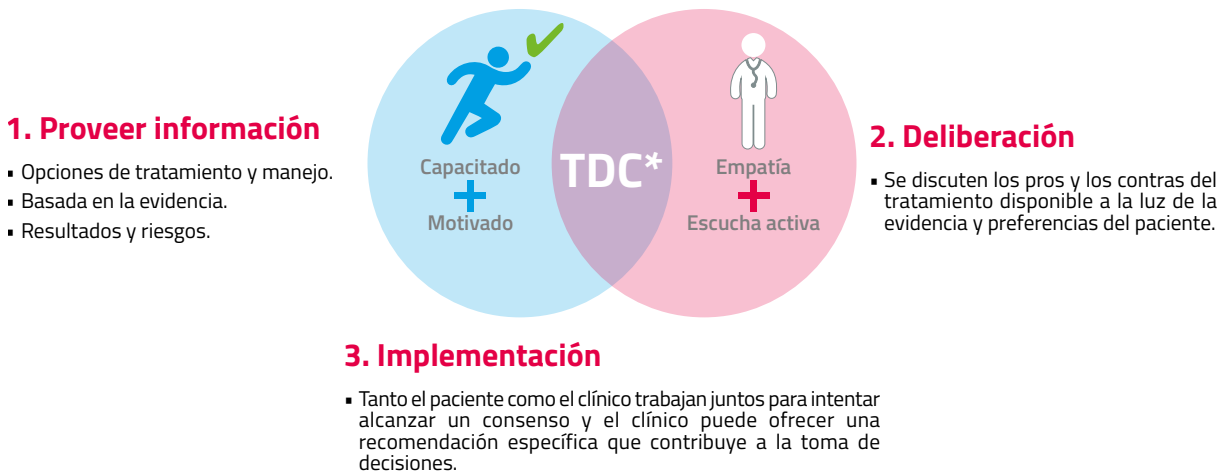 1. Proveer información
▪ Opciones de tratamiento y manejo.
▪ Basada en la evidencia.
▪ Resultados y riesgos.
Capacitado
+
Motivado
TDC*
Empatía
+
Escucha activa
2. Deliberación
▪ Se discuten los pros y los contras del
tratamiento disponible a la luz de la
evidencia y preferencias del paciente.
3. Implementación
▪ Tanto el paciente como el clínico trabajan juntos para intentar
alcanzar un consenso y el clínico puede ofrecer una
recomendación específica que contribuye a la toma de
decisiones.